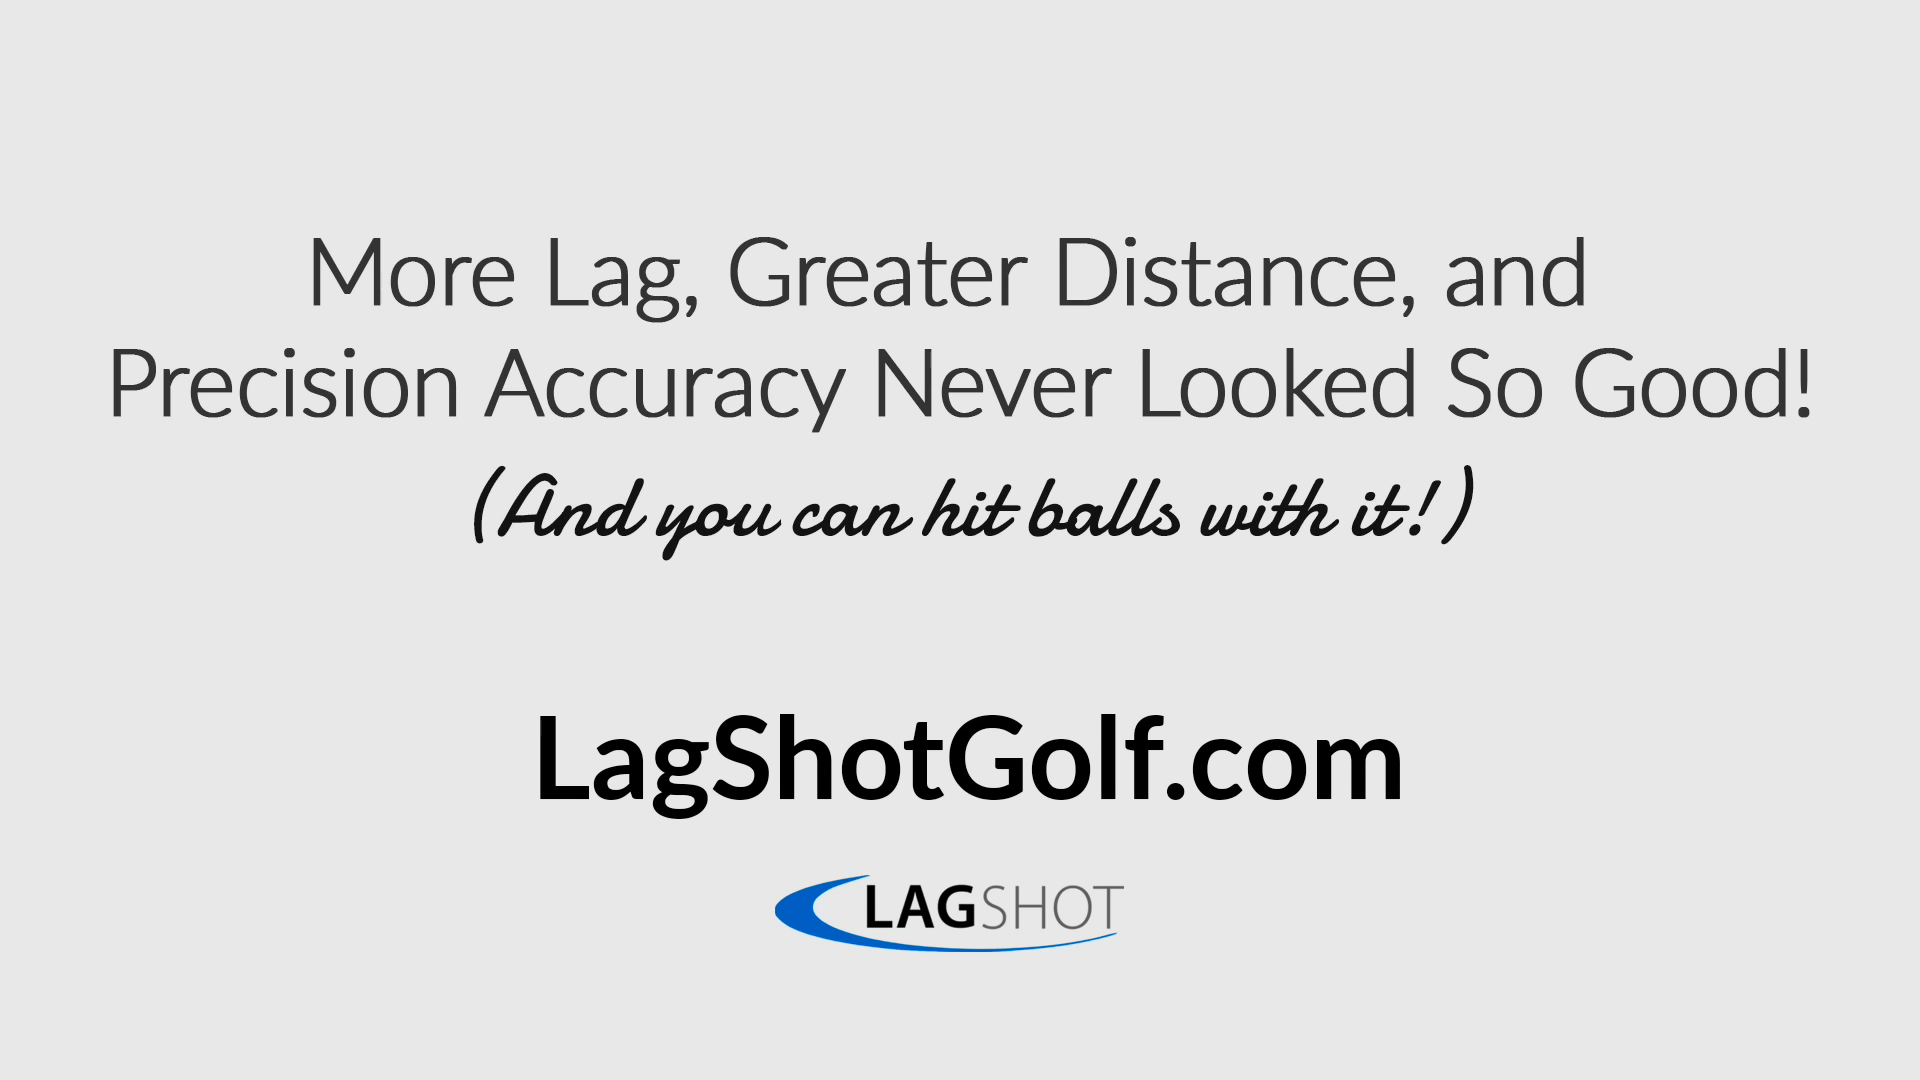 More Lag, Greater Distance, and
Precision Accuracy Never Looked So Good!
(And you can hit balls with it!)
LagShotGolf.com
LAGSHOT